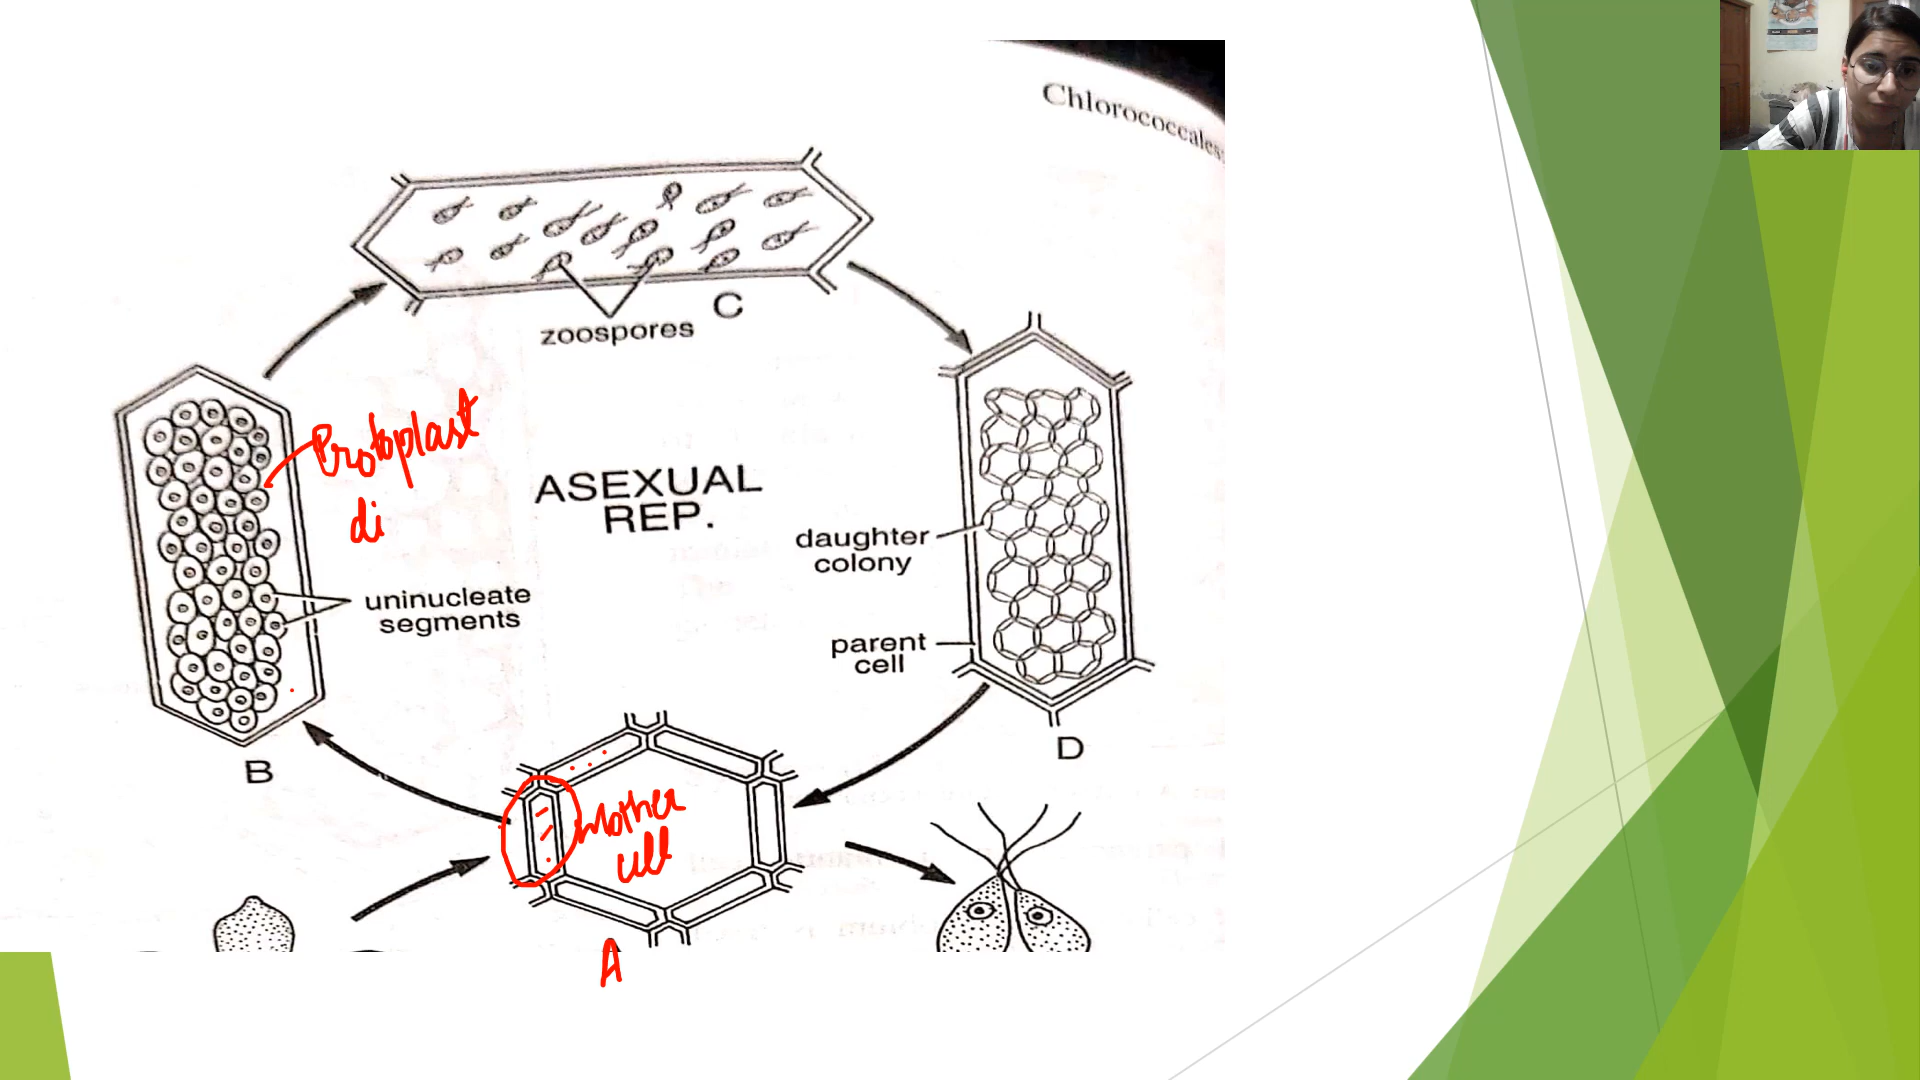 Chlorococcales
zoospores
C
Protoplast
di
ASEXUAL
REP.
daughter
colony
uninucleate
segments
parent
cell
B
D
Mother
cell
A